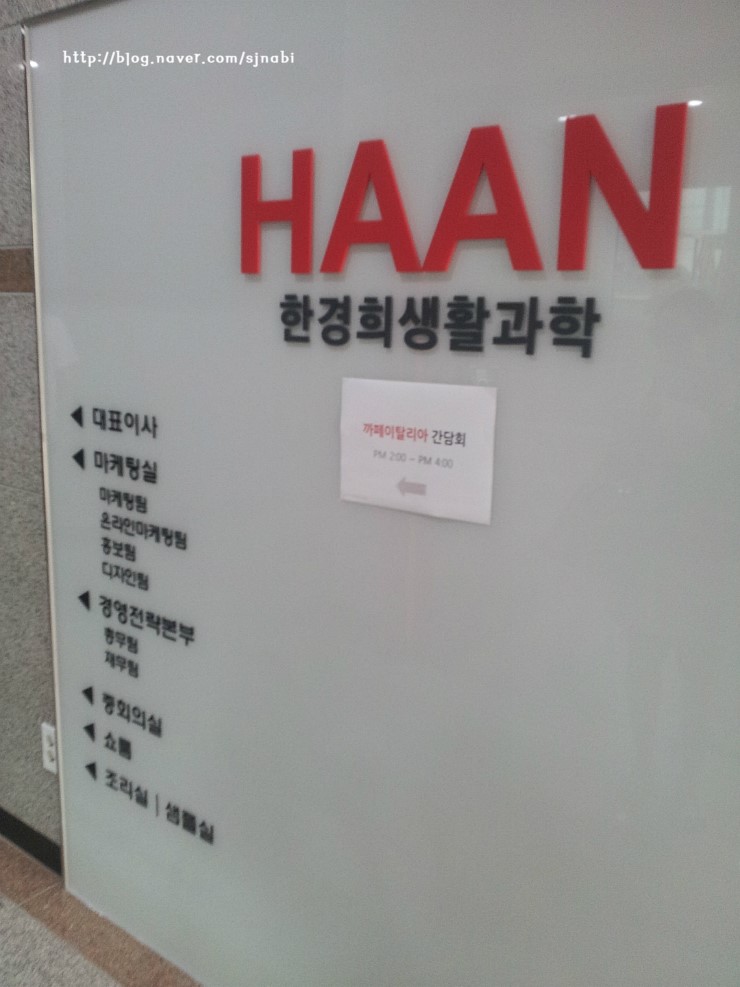 http://blog.naver.com/sjnabi
HAAN
한경희생활과학
까페이탈리아 간담회
PM 2:00 - PM 4:00
대표이사
마케팅실
마케팅팀
온라인마케팅팀
홍보팀
디자인팀
경영전략본부
총무팀
재무팀
중회의실
쇼룸
조리실 | 샘플실